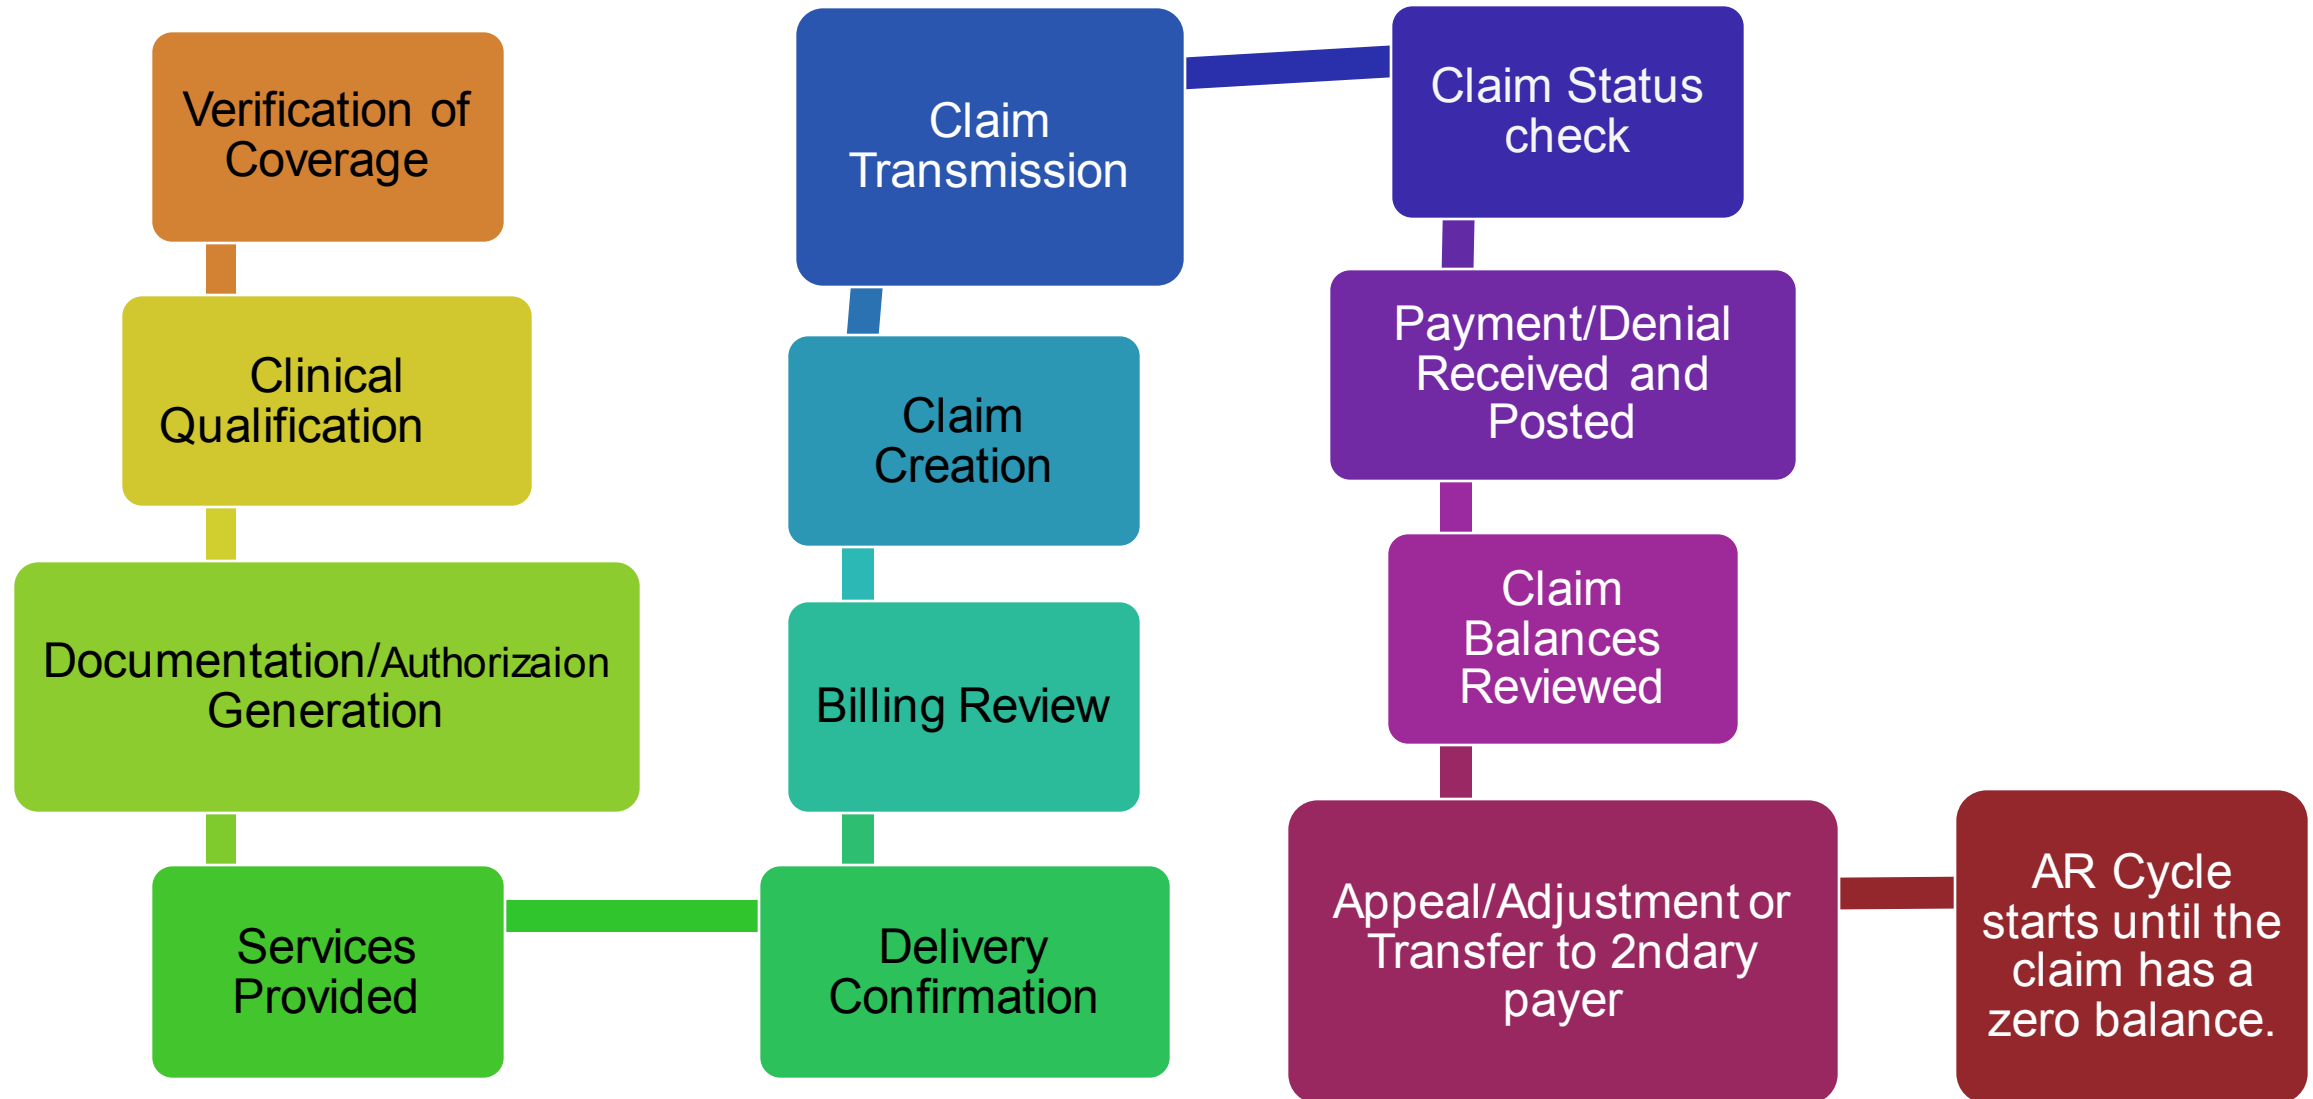 Verification of
Coverage
Clinical
Qualification
Documentation/Authorizaion
Generation
Services
Provided
Delivery
Confirmation
Billing Review
Claim
Creation
Claim
Transmission
Claim Status
check
Payment/Denial
Received and
Posted
Claim
Balances
Reviewed
Appeal/Adjustment or
Transfer to 2ndary
payer
AR Cycle
starts until the
claim has a
zero balance.